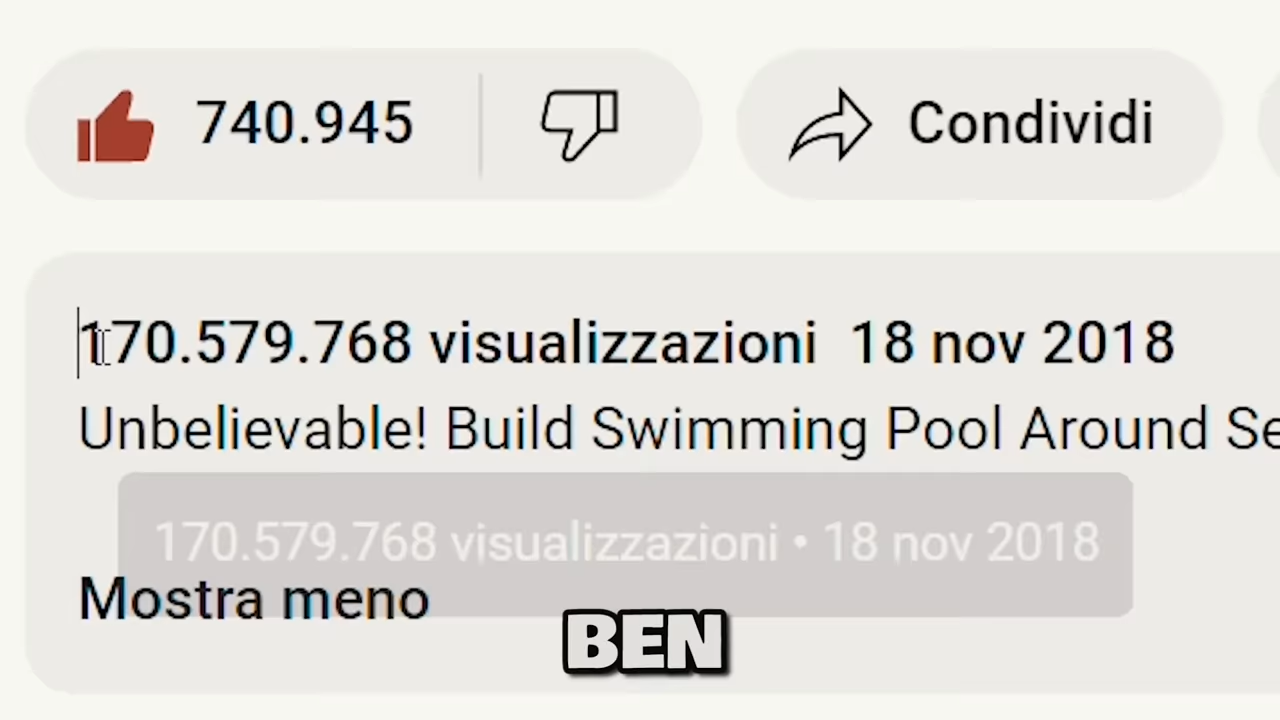 740.945
Condividi
170.579.768 visualizzazioni 18 nov 2018
Unbelievable! Build Swimming Pool Around Se
170.579.768 visualizzazioni • 18 nov 2018
Mostra meno
BEN